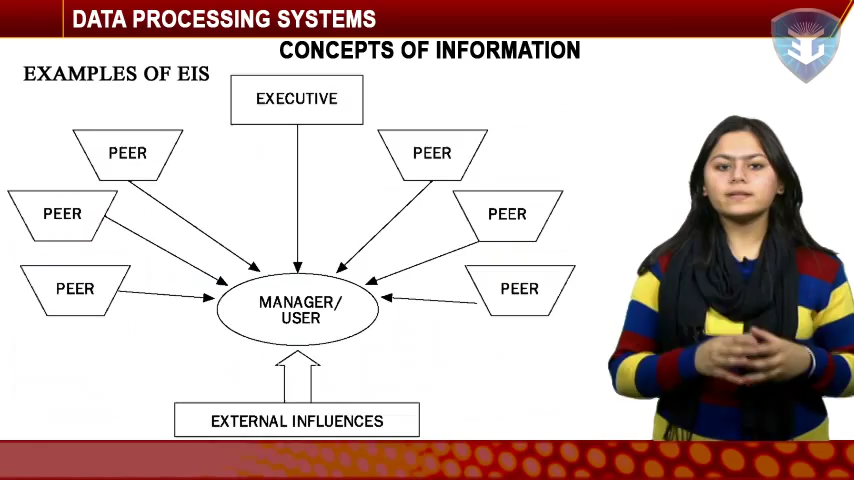 DATA PROCESSING SYSTEMS
CONCEPTS OF INFORMATION
EXAMPLES OF EIS
EXECUTIVE
PEER
PEER
PEER
PEER
PEER
PEER
MANAGER/
USER
EXTERNAL INFLUENCES